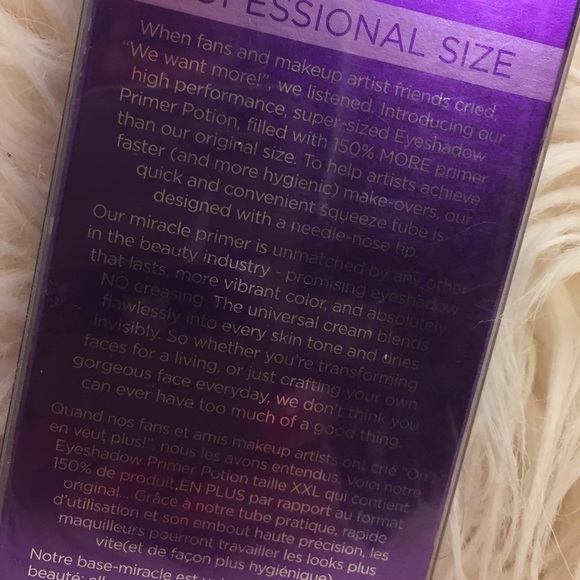 OFESSIONAL SIZE
When fans and makeup artist friends cried,
"We want more!", we listened. Introducing our
high performance, super-sized Eyeshadow
Primer Potion, filled with 150% MORE primer
than our original size. To help artists achieve
faster (and more hygienic) make-overs, our
quick and convenient squeeze tube is
designed with a needle-nose tip.
Our miracle primer is unmatched by any other
in the beauty industry - promising eyeshadow
that lasts, more vibrant color, and absolutely
NO creasing. The universal cream blends
flawlessly into every skin tone and dries
invisibly. So whether you're transforming
faces for a living, or just crafting your own
gorgeous face everyday, we don't think you
can ever have too much of a good thing.
Quand nos fans et amis makeup artists ont crié "On
en veut plus!", nous les avons entendus. Voici notre
Eyeshadow Primer Potion taille XXL qui contient
150% de produit EN PLUS par rapport au format
original... Grâce à notre tube pratique, rapide
d'utilisation et son embout haute précision, les
maquilleurs pourront travailler les looks plus
vite(et de façon plus hygiénique).
Notre base-miracle est
beauté: